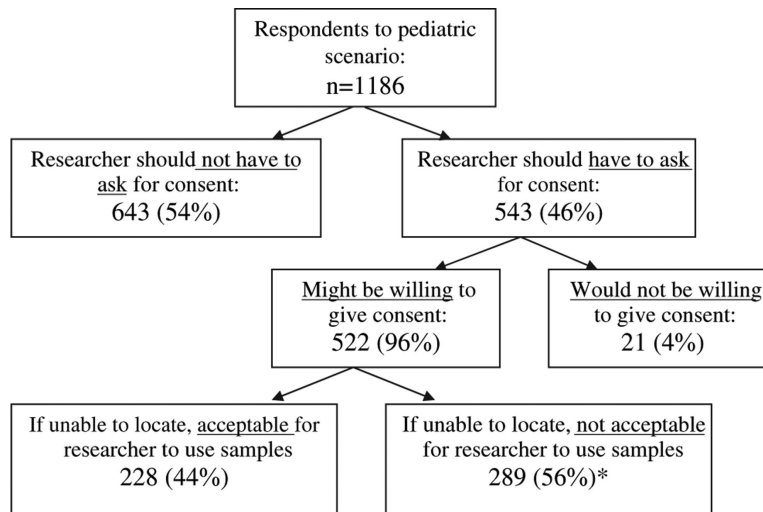 Respondents to pediatric
scenario:
n=1186
Researcher should not have to
ask for consent:
643 (54%)
Researcher should have to ask
for consent:
543 (46%)
Might be willing to
give consent:
522 (96%)
Would not be willing
to give consent:
21 (4%)
If unable to locate, acceptable for
researcher to use samples
228 (44%)
If unable to locate, not acceptable
for researcher to use samples
289 (56%)*